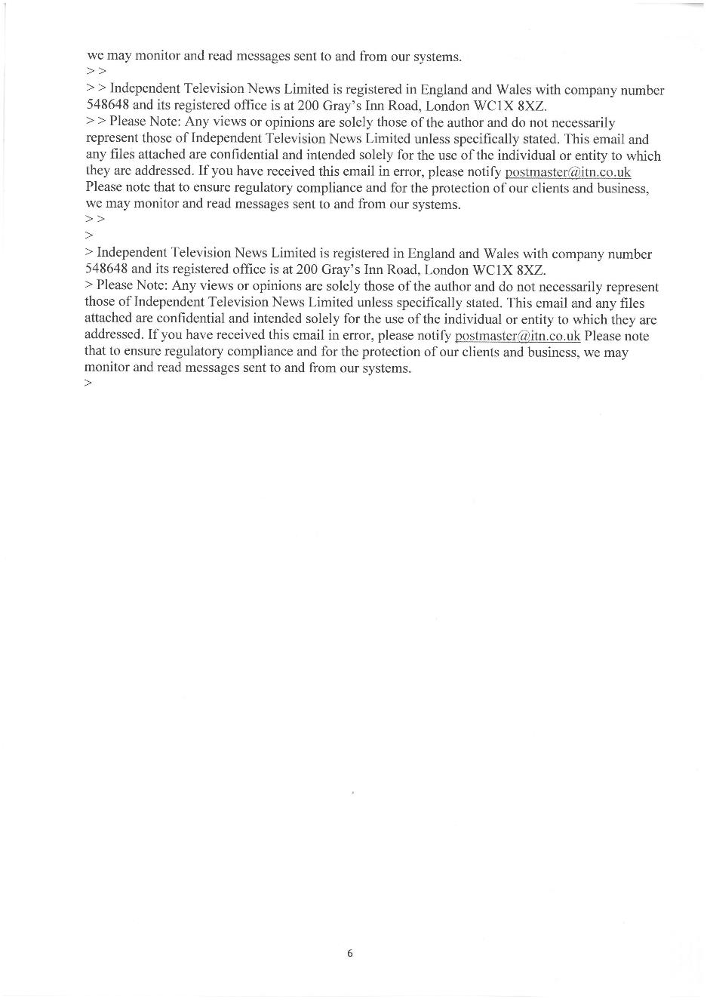 we may monitor and read messages sent to and from our systems.
> >
> > Independent Television News Limited is registered in England and Wales with company number
548648 and its registered office is at 200 Gray's Inn Road, London WC1X 8XZ.
> > Please Note: Any views or opinions are solely those of the author and do not necessarily
represent those of Independent Television News Limited unless specifically stated. This email and
any files attached are confidential and intended solely for the use of the individual or entity to which
they are addressed. If you have received this email in error, please notify postmaster@itn.co.uk
Please note that to ensure regulatory compliance and for the protection of our clients and business,
we may monitor and read messages sent to and from our systems.
> >
>
> Independent Television News Limited is registered in England and Wales with company number
548648 and its registered office is at 200 Gray's Inn Road, London WC1X 8XZ.
> Please Note: Any views or opinions are solely those of the author and do not necessarily represent
those of Independent Television News Limited unless specifically stated. This email and any files
attached are confidential and intended solely for the use of the individual or entity to which they are
addressed. If you have received this email in error, please notify postmaster@itn.co.uk Please note
that to ensure regulatory compliance and for the protection of our clients and business, we may
monitor and read messages sent to and from our systems.
>
6